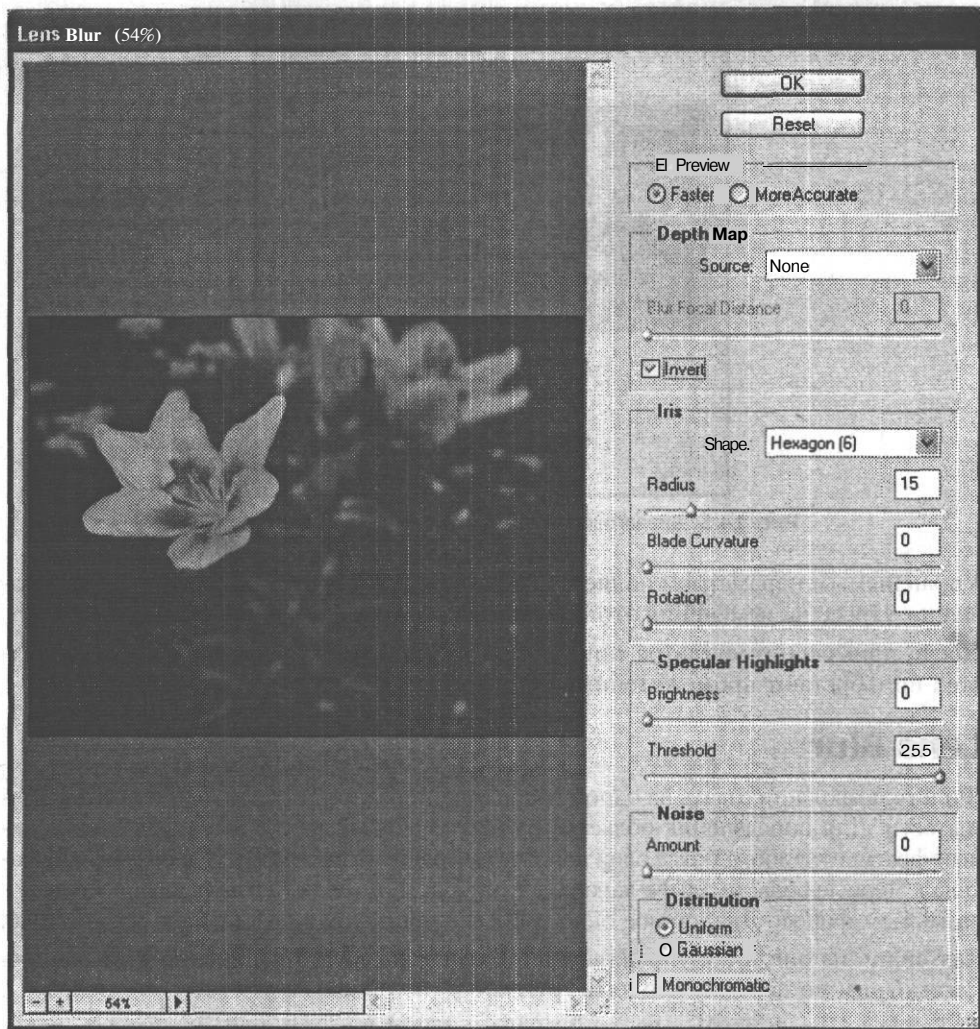 Lens Blur (54%)
OK
Reset
El Preview
Faster MoreAccurate
Depth Map
Source: None
Blur Focal Distance 0
Invert
Iris
Shape. Hexagon (6)
Radius 15
Blade Curvature 0
Rotation 0
Specular Highlights
Brightness 0
Threshold 255
Noise
Amount 0
Distribution
Uniform
O Gaussian
i Monochromatic
- + 54%